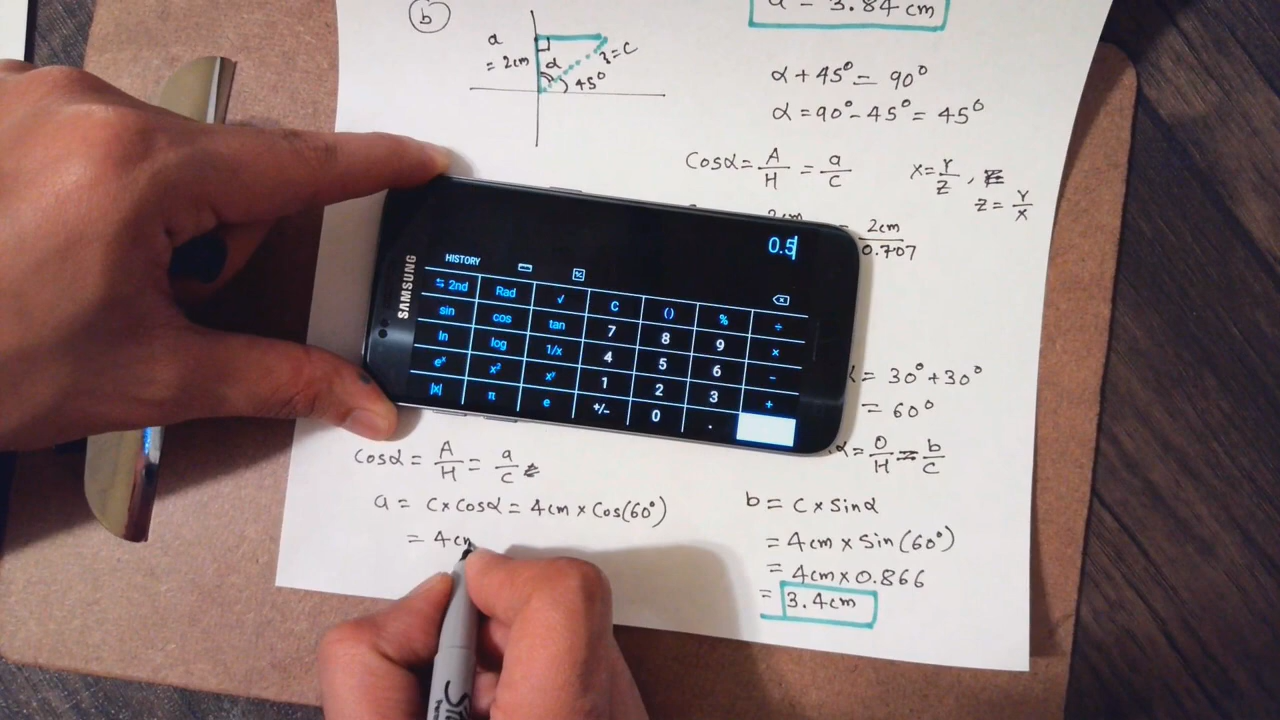 a = 3.84 cm
b
a = 2cm α 45° ?=C
α + 45° = 90°
α = 90° - 45° = 45°
Cosα = A/H = a/C
X = Y/Z ,
Z = Y/X
2cm/0.707
SAMSUNG
0.5
HISTORY
⇆ 2nd Rad √ C () % ÷
sin cos tan 7 8 9 ×
ln log 1/x 4 5 6 −
eˣ x² xʸ 1 2 3 +
|x| π e +/− 0 .
= 30° + 30°
= 60°
α = O/H = b/C
Cosα = A/H = a/C
a = C × Cosα = 4cm × Cos(60°)
= 4cm
b = C × Sinα
= 4cm × Sin(60°)
= 4cm × 0.866
= 3.4cm